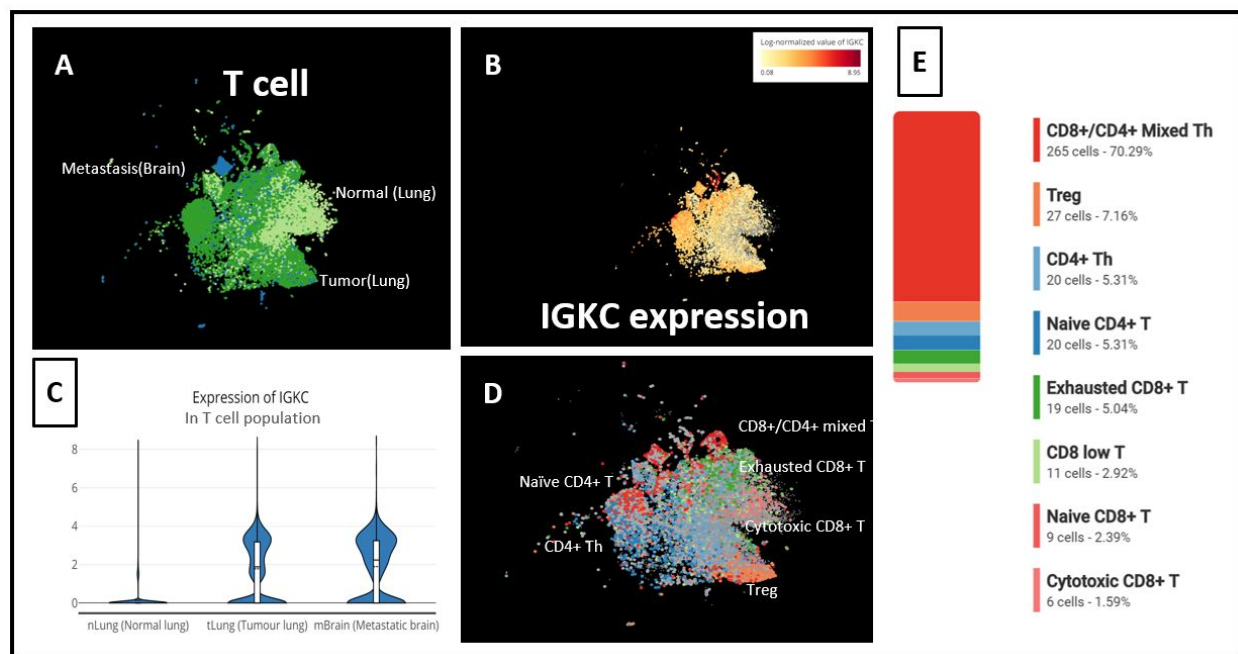 A
T cell
Metastasis(Brain)
Normal (Lung)
Tumor(Lung)
B
Log-normalized value of IGKC
0.08 8.95
IGKC expression
C
Expression of IGKC
In T cell population
8
6
4
2
0
nLung (Normal lung) tLung (Tumour lung) mBrain (Metastatic brain)
D
CD8+/CD4+ mixed T
Exhausted CD8+ T
Naïve CD4+ T
Cytotoxic CD8+ T
CD4+ Th
Treg
E
CD8+/CD4+ Mixed Th
265 cells - 70.29%
Treg
27 cells - 7.16%
CD4+ Th
20 cells - 5.31%
Naive CD4+ T
20 cells - 5.31%
Exhausted CD8+ T
19 cells - 5.04%
CD8 low T
11 cells - 2.92%
Naive CD8+ T
9 cells - 2.39%
Cytotoxic CD8+ T
6 cells - 1.59%